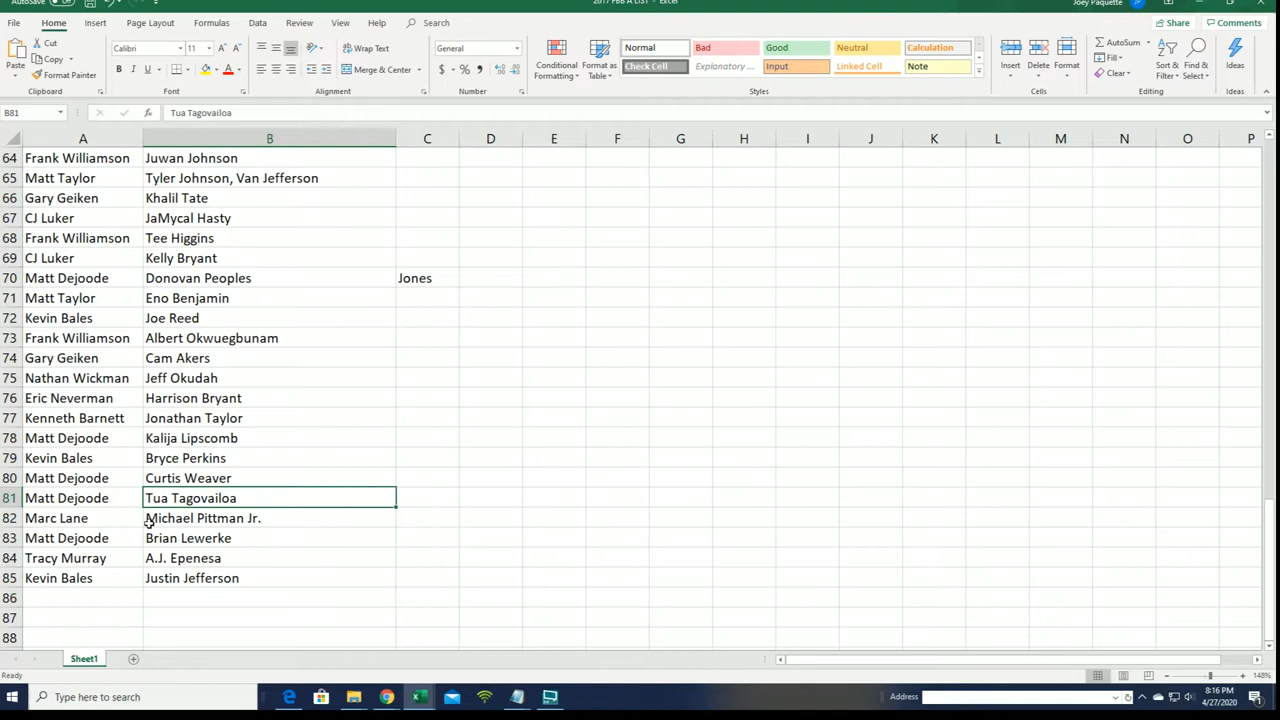 AutoSave
2017 FBB A LIST - Excel
Joey Paquette
JP
File Home Insert Page Layout Formulas Data Review View Help Search Share Comments
Paste Cut Copy Format Painter Clipboard
Calibri 11 A A B I U A Font
Wrap Text Merge & Center Alignment
General $ % , Number
Conditional Formatting Format as Table
Normal Bad Good Neutral Calculation
Check Cell Explanatory ... Input Linked Cell Note
Styles
Insert Delete Format Cells
AutoSum Fill Clear Sort & Filter Find & Select Editing
Ideas Ideas
B81 fx Tua Tagovailoa
A B C D E F G H I J K L M N O P
64 Frank Williamson Juwan Johnson
65 Matt Taylor Tyler Johnson, Van Jefferson
66 Gary Geiken Khalil Tate
67 CJ Luker JaMycal Hasty
68 Frank Williamson Tee Higgins
69 CJ Luker Kelly Bryant
70 Matt Dejoode Donovan Peoples Jones
71 Matt Taylor Eno Benjamin
72 Kevin Bales Joe Reed
73 Frank Williamson Albert Okwuegbunam
74 Gary Geiken Cam Akers
75 Nathan Wickman Jeff Okudah
76 Eric Neverman Harrison Bryant
77 Kenneth Barnett Jonathan Taylor
78 Matt Dejoode Kalija Lipscomb
79 Kevin Bales Bryce Perkins
80 Matt Dejoode Curtis Weaver
81 Matt Dejoode Tua Tagovailoa
82 Marc Lane Michael Pittman Jr.
83 Matt Dejoode Brian Lewerke
84 Tracy Murray A.J. Epenesa
85 Kevin Bales Justin Jefferson
86
87
88
Sheet1
Ready 148%
Type here to search Address 8:16 PM
4/27/2020